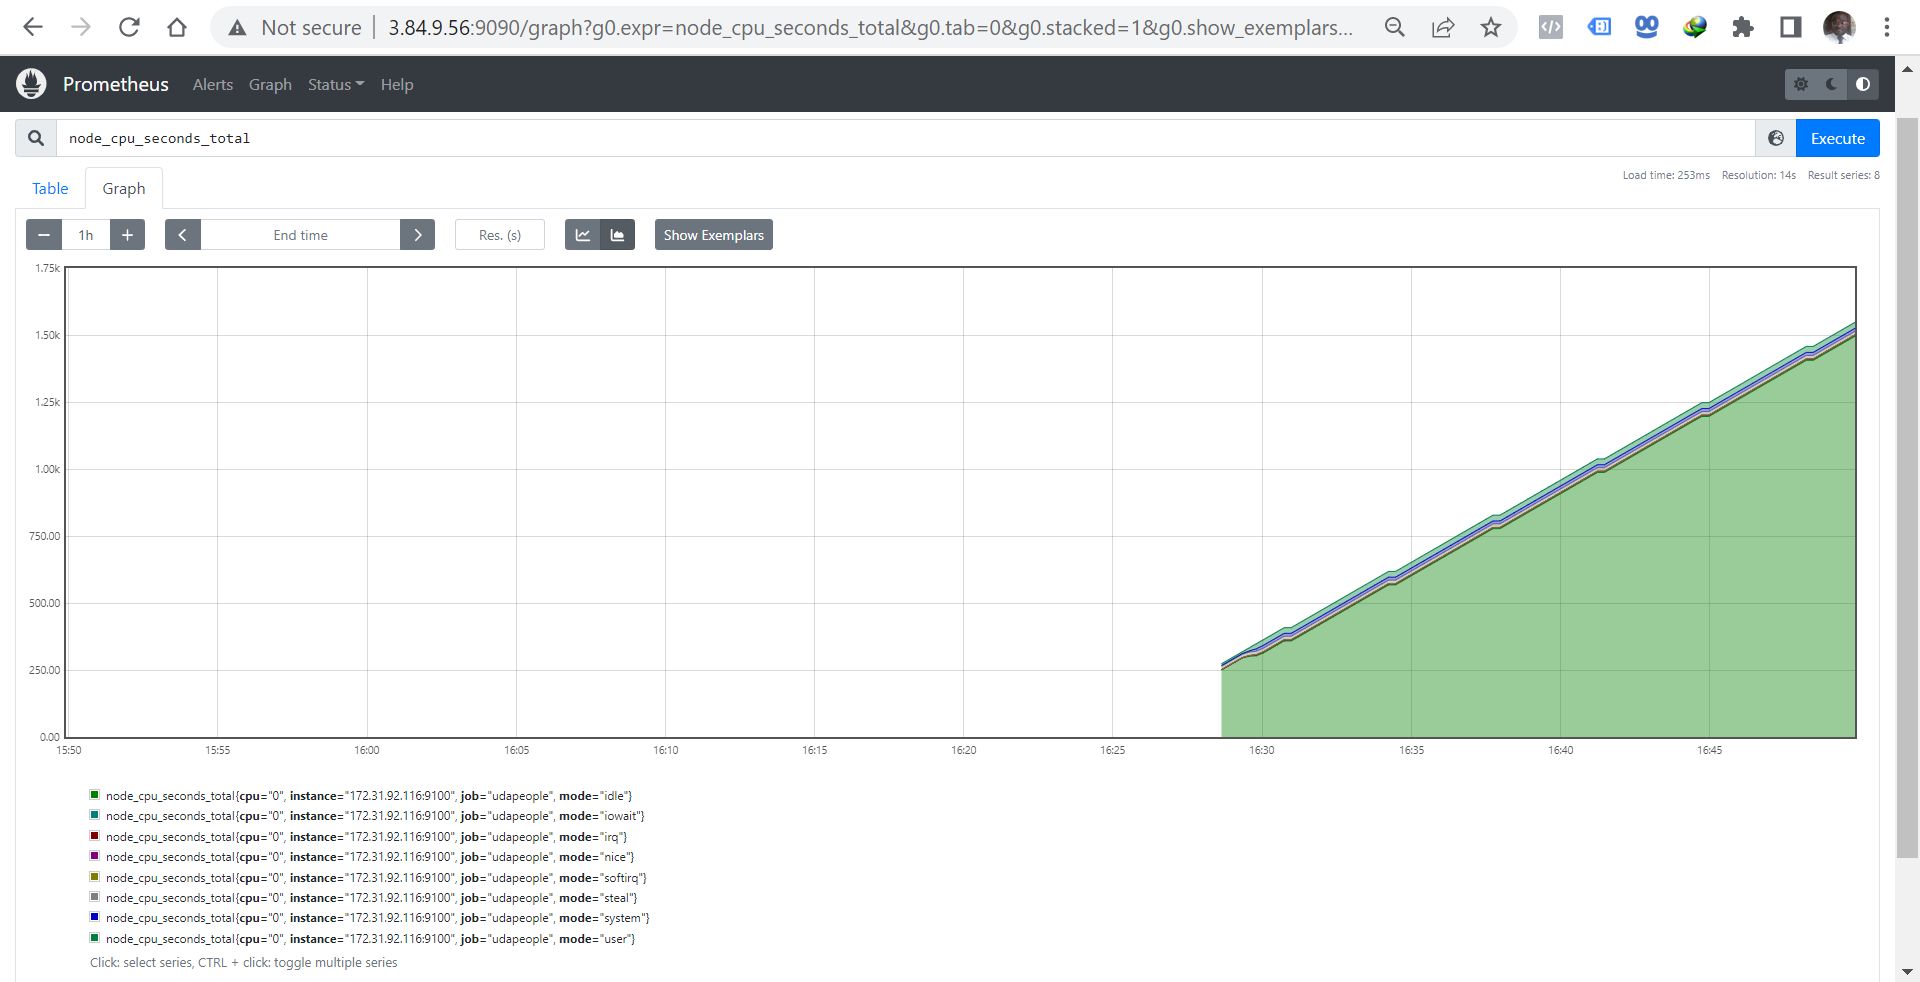 Not secure 3.84.9.56:9090/graph?g0.expr=node_cpu_seconds_total&g0.tab=0&g0.stacked=1&g0.show_exemplars...
Prometheus Alerts Graph Status Help
node_cpu_seconds_total Execute
Load time: 253ms Resolution: 14s Result series: 8
Table Graph
− 1h + End time Res. (s) Show Exemplars
1.75k
1.50k
1.25k
1.00k
750.00
500.00
250.00
0.00
15:50 15:55 16:00 16:05 16:10 16:15 16:20 16:25 16:30 16:35 16:40 16:45
node_cpu_seconds_total{cpu="0", instance="172.31.92.116:9100", job="udapeople", mode="idle"}
node_cpu_seconds_total{cpu="0", instance="172.31.92.116:9100", job="udapeople", mode="iowait"}
node_cpu_seconds_total{cpu="0", instance="172.31.92.116:9100", job="udapeople", mode="irq"}
node_cpu_seconds_total{cpu="0", instance="172.31.92.116:9100", job="udapeople", mode="nice"}
node_cpu_seconds_total{cpu="0", instance="172.31.92.116:9100", job="udapeople", mode="softirq"}
node_cpu_seconds_total{cpu="0", instance="172.31.92.116:9100", job="udapeople", mode="steal"}
node_cpu_seconds_total{cpu="0", instance="172.31.92.116:9100", job="udapeople", mode="system"}
node_cpu_seconds_total{cpu="0", instance="172.31.92.116:9100", job="udapeople", mode="user"}
Click: select series, CTRL + click: toggle multiple series